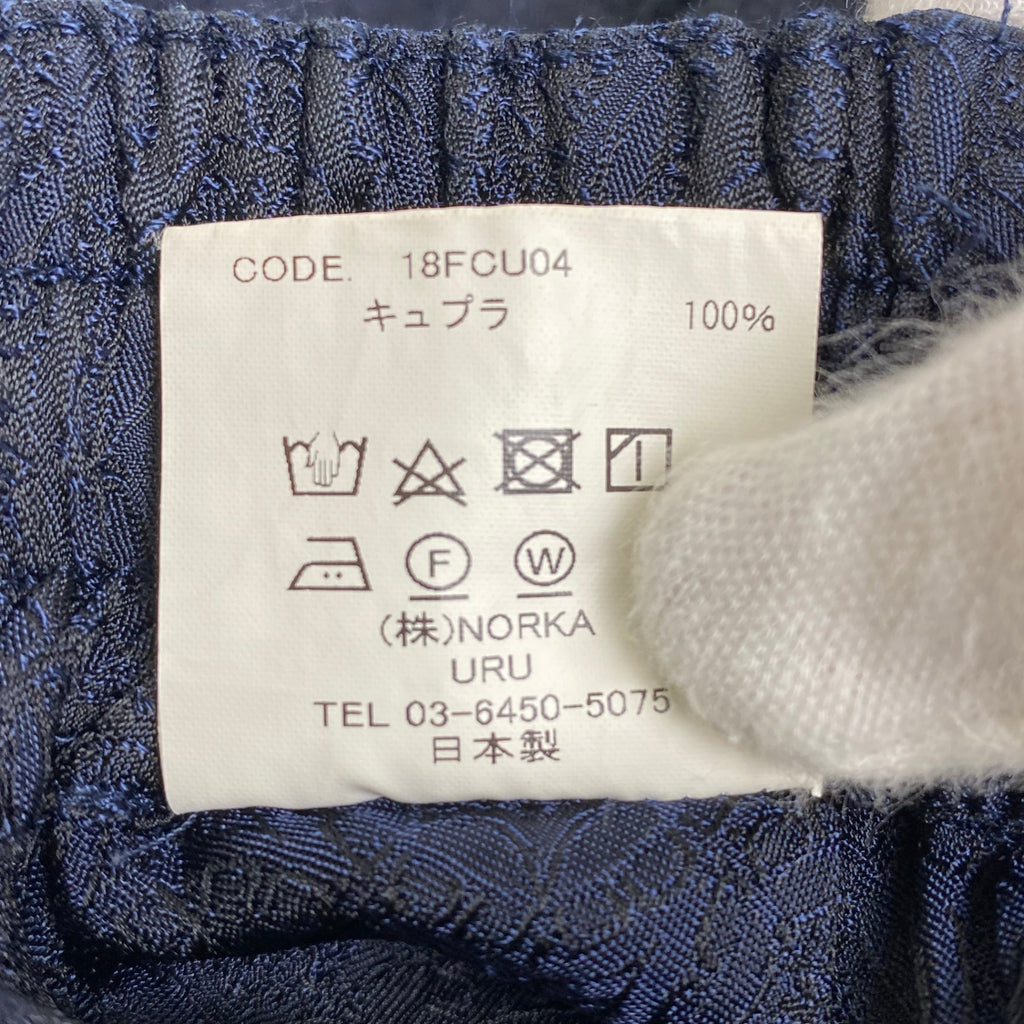 CODE. 18FCU04
キュプラ 100%
F W
(株)NORKA
URU
TEL 03-6450-5075
日本製